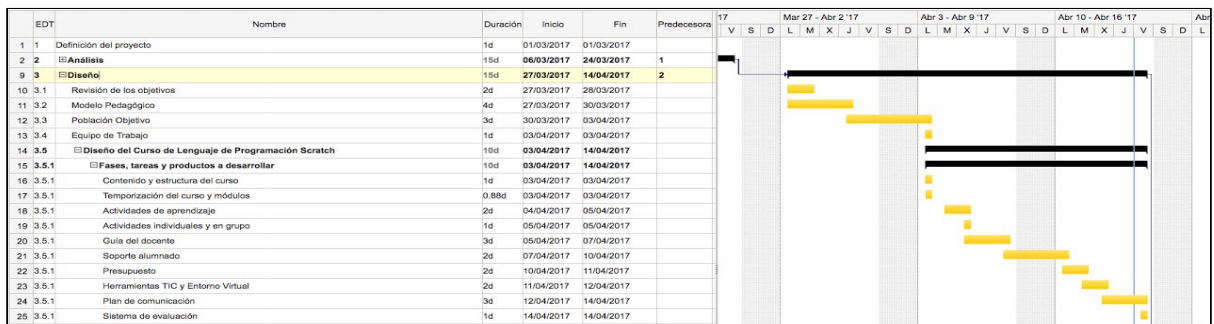 EDT Nombre Duración Inicio Fin Predecesora
17 Mar 27 - Abr 2 '17 Abr 3 - Abr 9 '17 Abr 10 - Abr 16 '17 Abr
V S D L M X J V S D L M X J V S D L M X J V S D L
1 1 Definición del proyecto 1d 01/03/2017 01/03/2017
2 2 Análisis 15d 06/03/2017 24/03/2017 1
9 3 Diseño 15d 27/03/2017 14/04/2017 2
10 3.1 Revisión de los objetivos 2d 27/03/2017 28/03/2017
11 3.2 Modelo Pedagógico 4d 27/03/2017 30/03/2017
12 3.3 Población Objetivo 3d 30/03/2017 03/04/2017
13 3.4 Equipo de Trabajo 1d 03/04/2017 03/04/2017
14 3.5 Diseño del Curso de Lenguaje de Programación Scratch 10d 03/04/2017 14/04/2017
15 3.5.1 Fases, tareas y productos a desarrollar 10d 03/04/2017 14/04/2017
16 3.5.1 Contenido y estructura del curso 1d 03/04/2017 03/04/2017
17 3.5.1 Temporización del curso y módulos 0.88d 03/04/2017 03/04/2017
18 3.5.1 Actividades de aprendizaje 2d 04/04/2017 05/04/2017
19 3.5.1 Actividades individuales y en grupo 1d 05/04/2017 05/04/2017
20 3.5.1 Guía del docente 3d 05/04/2017 07/04/2017
21 3.5.1 Soporte alumnado 2d 07/04/2017 10/04/2017
22 3.5.1 Presupuesto 2d 10/04/2017 11/04/2017
23 3.5.1 Herramientas TIC y Entorno Virtual 2d 11/04/2017 12/04/2017
24 3.5.1 Plan de comunicación 3d 12/04/2017 14/04/2017
25 3.5.1 Sistema de evaluación 1d 14/04/2017 14/04/2017